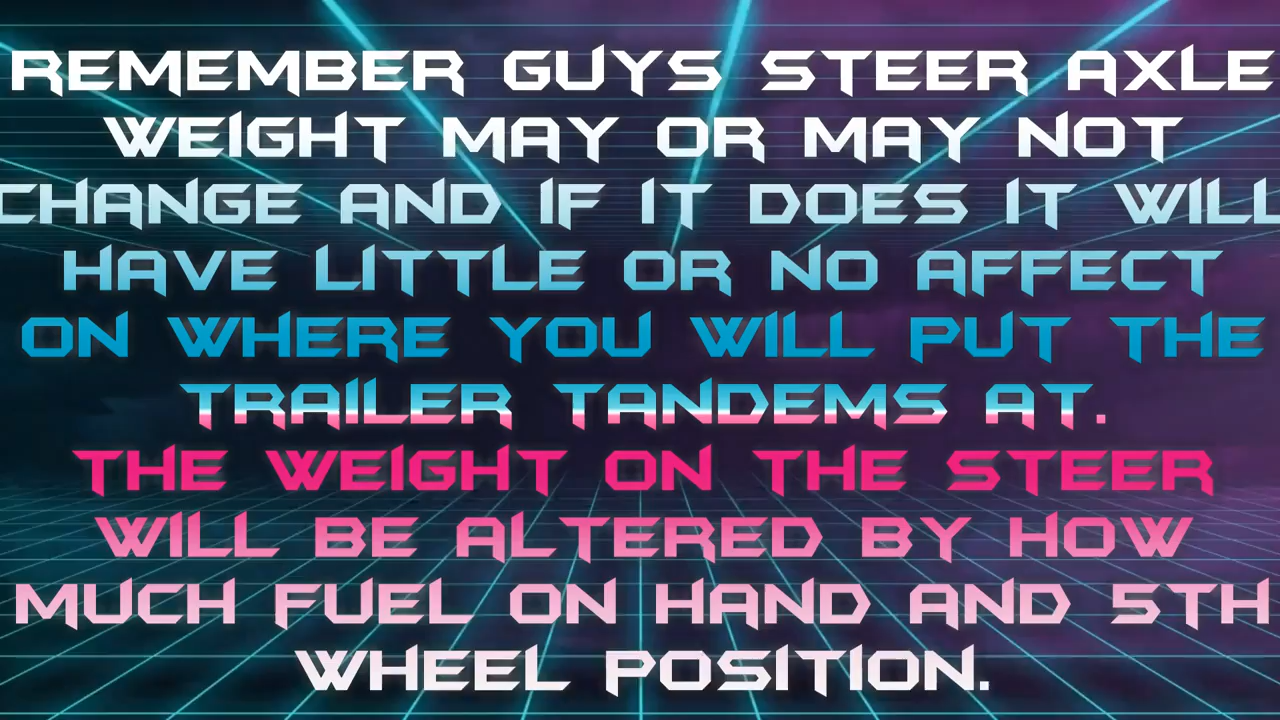 REMEMBER GUYS STEER AXLE
WEIGHT MAY OR MAY NOT
CHANGE AND IF IT DOES IT WILL
HAVE LITTLE OR NO AFFECT
ON WHERE YOU WILL PUT THE
TRAILER TANDEMS AT.
THE WEIGHT ON THE STEER
WILL BE ALTERED BY HOW
MUCH FUEL ON HAND AND 5TH
WHEEL POSITION.